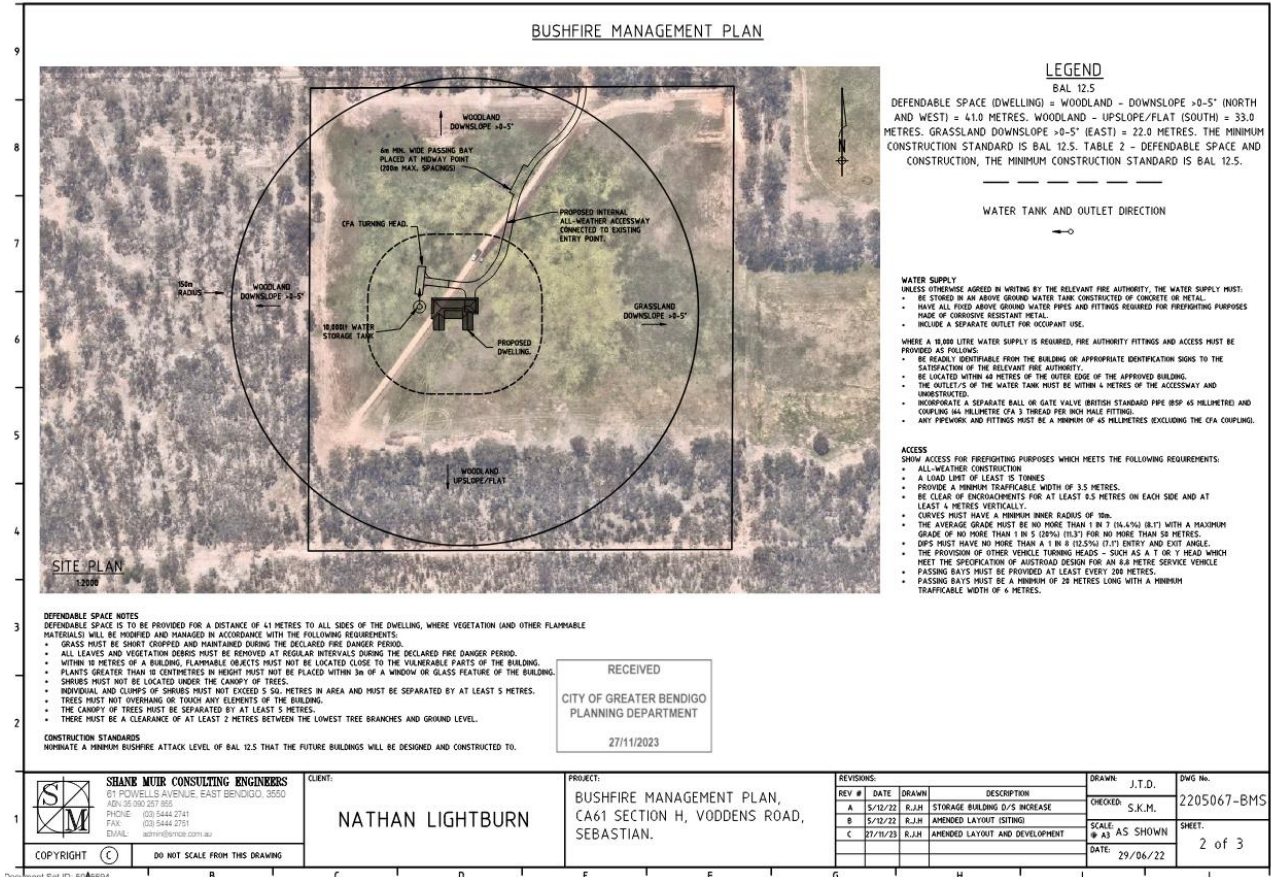 BUSHFIRE MANAGEMENT PLAN
9
8
7
6
5
4
3
2
1
WOODLAND
DOWNSLOPE >0-5°
6m MIN. WIDE PASSING BAY
PLACED AT MIDWAY POINT
(200m MAX. SPACINGS)
CFA TURNING HEAD.
PROPOSED INTERNAL
ALL-WEATHER ACCESSWAY
CONNECTED TO EXISTING
ENTRY POINT.
150m
RADIUS
WOODLAND
DOWNSLOPE >0-5°
GRASSLAND
DOWNSLOPE >0-5°
10,000lt WATER
STORAGE TANK
PROPOSED
DWELLING.
WOODLAND
UPSLOPE/FLAT
N
SITE PLAN
1:2000
LEGEND
BAL 12.5
DEFENDABLE SPACE (DWELLING) = WOODLAND - DOWNSLOPE >0-5° (NORTH
AND WEST) = 41.0 METRES. WOODLAND - UPSLOPE/FLAT (SOUTH) = 33.0
METRES. GRASSLAND DOWNSLOPE >0-5° (EAST) = 22.0 METRES. THE MINIMUM
CONSTRUCTION STANDARD IS BAL 12.5. TABLE 2 - DEFENDABLE SPACE AND
CONSTRUCTION, THE MINIMUM CONSTRUCTION STANDARD IS BAL 12.5.
WATER TANK AND OUTLET DIRECTION
WATER SUPPLY
UNLESS OTHERWISE AGREED IN WRITING BY THE RELEVANT FIRE AUTHORITY, THE WATER SUPPLY MUST:
• BE STORED IN AN ABOVE GROUND WATER TANK CONSTRUCTED OF CONCRETE OR METAL.
• HAVE ALL FIXED ABOVE GROUND WATER PIPES AND FITTINGS REQUIRED FOR FIREFIGHTING PURPOSES
MADE OF CORROSIVE RESISTANT METAL.
• INCLUDE A SEPARATE OUTLET FOR OCCUPANT USE.
WHERE A 10,000 LITRE WATER SUPPLY IS REQUIRED, FIRE AUTHORITY FITTINGS AND ACCESS MUST BE
PROVIDED AS FOLLOWS:
• BE READILY IDENTIFIABLE FROM THE BUILDING OR APPROPRIATE IDENTIFICATION SIGNS TO THE
SATISFACTION OF THE RELEVANT FIRE AUTHORITY.
• BE LOCATED WITHIN 60 METRES OF THE OUTER EDGE OF THE APPROVED BUILDING.
• THE OUTLET/S OF THE WATER TANK MUST BE WITHIN 4 METRES OF THE ACCESSWAY AND
UNOBSTRUCTED.
• INCORPORATE A SEPARATE BALL OR GATE VALVE (BRITISH STANDARD PIPE (BSP 65 MILLIMETRE) AND
COUPLING (64 MILLIMETRE CFA 3 THREAD PER INCH MALE FITTING).
• ANY PIPEWORK AND FITTINGS MUST BE A MINIMUM OF 65 MILLIMETRES (EXCLUDING THE CFA COUPLING).
ACCESS
SHOW ACCESS FOR FIREFIGHTING PURPOSES WHICH MEETS THE FOLLOWING REQUIREMENTS:
• ALL-WEATHER CONSTRUCTION
• A LOAD LIMIT OF LEAST 15 TONNES
• PROVIDE A MINIMUM TRAFFICABLE WIDTH OF 3.5 METRES.
• BE CLEAR OF ENCROACHMENTS FOR AT LEAST 0.5 METRES ON EACH SIDE AND AT
LEAST 4 METRES VERTICALLY.
• CURVES MUST HAVE A MINIMUM INNER RADIUS OF 10m.
• THE AVERAGE GRADE MUST BE NO MORE THAN 1 IN 7 (14.4%) (8.1°) WITH A MAXIMUM
GRADE OF NO MORE THAN 1 IN 5 (20%) (11.3°) FOR NO MORE THAN 50 METRES.
• DIPS MUST HAVE NO MORE THAN A 1 IN 8 (12.5%) (7.1°) ENTRY AND EXIT ANGLE.
• THE PROVISION OF OTHER VEHICLE TURNING HEADS - SUCH AS A T OR Y HEAD WHICH
MEET THE SPECIFICATION OF AUSTROAD DESIGN FOR AN 8.8 METRE SERVICE VEHICLE
• PASSING BAYS MUST BE PROVIDED AT LEAST EVERY 200 METRES.
• PASSING BAYS MUST BE A MINIMUM OF 20 METRES LONG WITH A MINIMUM
TRAFFICABLE WIDTH OF 6 METRES.
DEFENDABLE SPACE NOTES
DEFENDABLE SPACE IS TO BE PROVIDED FOR A DISTANCE OF 41 METRES TO ALL SIDES OF THE DWELLING, WHERE VEGETATION (AND OTHER FLAMMABLE
MATERIALS) WILL BE MODIFIED AND MANAGED IN ACCORDANCE WITH THE FOLLOWING REQUIREMENTS:
• GRASS MUST BE SHORT CROPPED AND MAINTAINED DURING THE DECLARED FIRE DANGER PERIOD.
• ALL LEAVES AND VEGETATION DEBRIS MUST BE REMOVED AT REGULAR INTERVALS DURING THE DECLARED FIRE DANGER PERIOD.
• WITHIN 10 METRES OF A BUILDING, FLAMMABLE OBJECTS MUST NOT BE LOCATED CLOSE TO THE VULNERABLE PARTS OF THE BUILDING.
• PLANTS GREATER THAN 10 CENTIMETRES IN HEIGHT MUST NOT BE PLACED WITHIN 3m OF A WINDOW OR GLASS FEATURE OF THE BUILDING.
• SHRUBS MUST NOT BE LOCATED UNDER THE CANOPY OF TREES.
• INDIVIDUAL AND CLUMPS OF SHRUBS MUST NOT EXCEED 5 SQ. METRES IN AREA AND MUST BE SEPARATED BY AT LEAST 5 METRES.
• TREES MUST NOT OVERHANG OR TOUCH ANY ELEMENTS OF THE BUILDING.
• THE CANOPY OF TREES MUST BE SEPARATED BY AT LEAST 5 METRES.
• THERE MUST BE A CLEARANCE OF AT LEAST 2 METRES BETWEEN THE LOWEST TREE BRANCHES AND GROUND LEVEL.
CONSTRUCTION STANDARDS
NOMINATE A MINIMUM BUSHFIRE ATTACK LEVEL OF BAL 12.5 THAT THE FUTURE BUILDINGS WILL BE DESIGNED AND CONSTRUCTED TO.
RECEIVED
CITY OF GREATER BENDIGO
PLANNING DEPARTMENT
27/11/2023
S M
SHANE MUIR CONSULTING ENGINEERS
61 POWELLS AVENUE, EAST BENDIGO, 3550
ABN 35 090 257 855
PHONE: (03) 5444 2741
FAX: (03) 5444 2751
EMAIL: admin@smce.com.au
COPYRIGHT C
DO NOT SCALE FROM THIS DRAWING
CLIENT:
NATHAN LIGHTBURN
PROJECT:
BUSHFIRE MANAGEMENT PLAN,
CA61 SECTION H, VODDENS ROAD,
SEBASTIAN.
REVISIONS:
REV # DATE DRAWN DESCRIPTION
A 5/12/22 R.J.H STORAGE BUILDING D/S INCREASE
B 5/12/22 R.J.H AMENDED LAYOUT (SITING)
C 27/11/23 R.J.H AMENDED LAYOUT AND DEVELOPMENT
DRAWN: J.T.D.
CHECKED: S.K.M.
SCALE: @ A3 AS SHOWN
DATE: 29/06/22
DWG No.
2205067-BMS
SHEET.
2 of 3